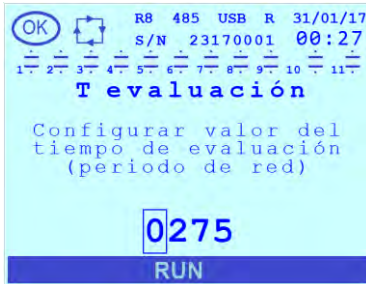 OK R8 485 USB R 31/01/17
S/N 23170001 00:27
1 2 3 4 5 6 7 8 9 10 11
T evaluación
Configurar valor del
tiempo de evaluación
(periodo de red)
0275
RUN